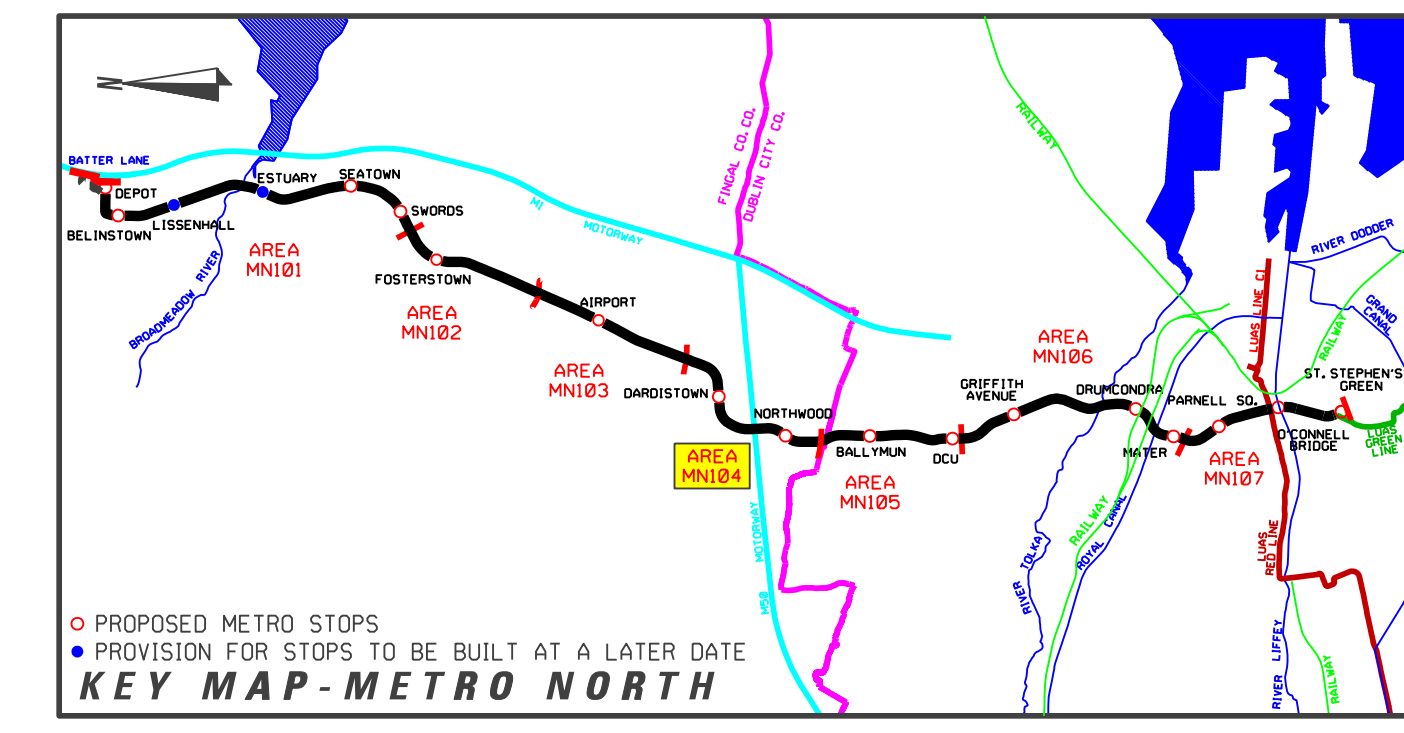 BATTER LANE
DEPOT
BELINSTOWN
LISSENHALL
ESTUARY
SEATOWN
SWORDS
FOSTERSTOWN
BROADMEADOW RIVER
AREA
MN101
AREA
MN102
AIRPORT
AREA
MN103
M1
MOTORWAY
FINGAL CO. CO.
DUBLIN CITY CO.
DARDISTOWN
NORTHWOOD
AREA
MN104
MOTORWAY
M50
BALLYMUN
AREA
MN105
DCU
GRIFFITH
AVENUE
AREA
MN106
DRUMCONDRA
MATER
PARNELL SQ.
AREA
MN107
O'CONNELL
BRIDGE
ST. STEPHEN'S
GREEN
LUAS
GREEN
LINE
RAILWAY
LUAS LINE C1
RIVER DODDER
GRAND
CANAL
RAILWAY
RAILWAY
ROYAL CANAL
RIVER TOLKA
LUAS
RED LINE
RIVER LIFFEY
RAILWAY
PROPOSED METRO STOPS
PROVISION FOR STOPS TO BE BUILT AT A LATER DATE
KEY MAP-METRO NORTH